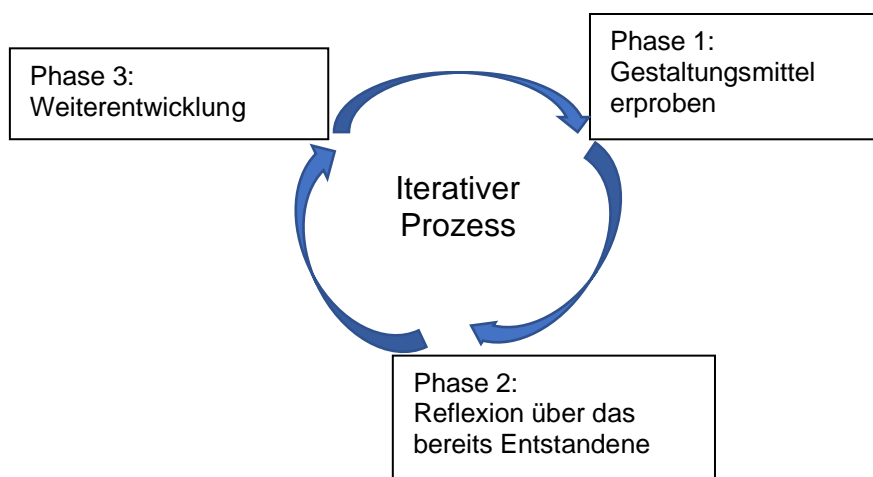 Phase 3:
Weiterentwicklung
Phase 1:
Gestaltungsmittel
erproben
Iterativer
Prozess
Phase 2:
Reflexion über das
bereits Entstandene